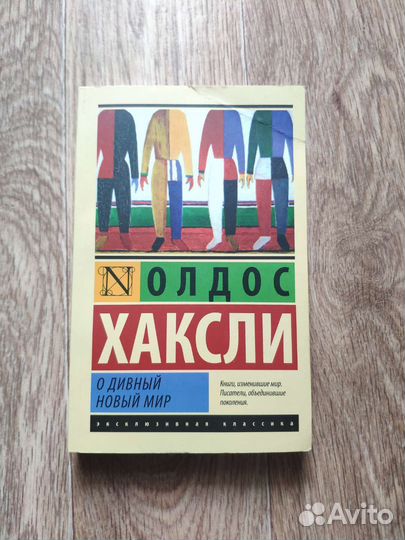 N ОЛДОС
ХАКСЛИ
О ДИВНЫЙ
НОВЫЙ МИР
Книги, изменившие мир.
Писатели, объединившие
поколения.
эксклюзивная классика
Avito